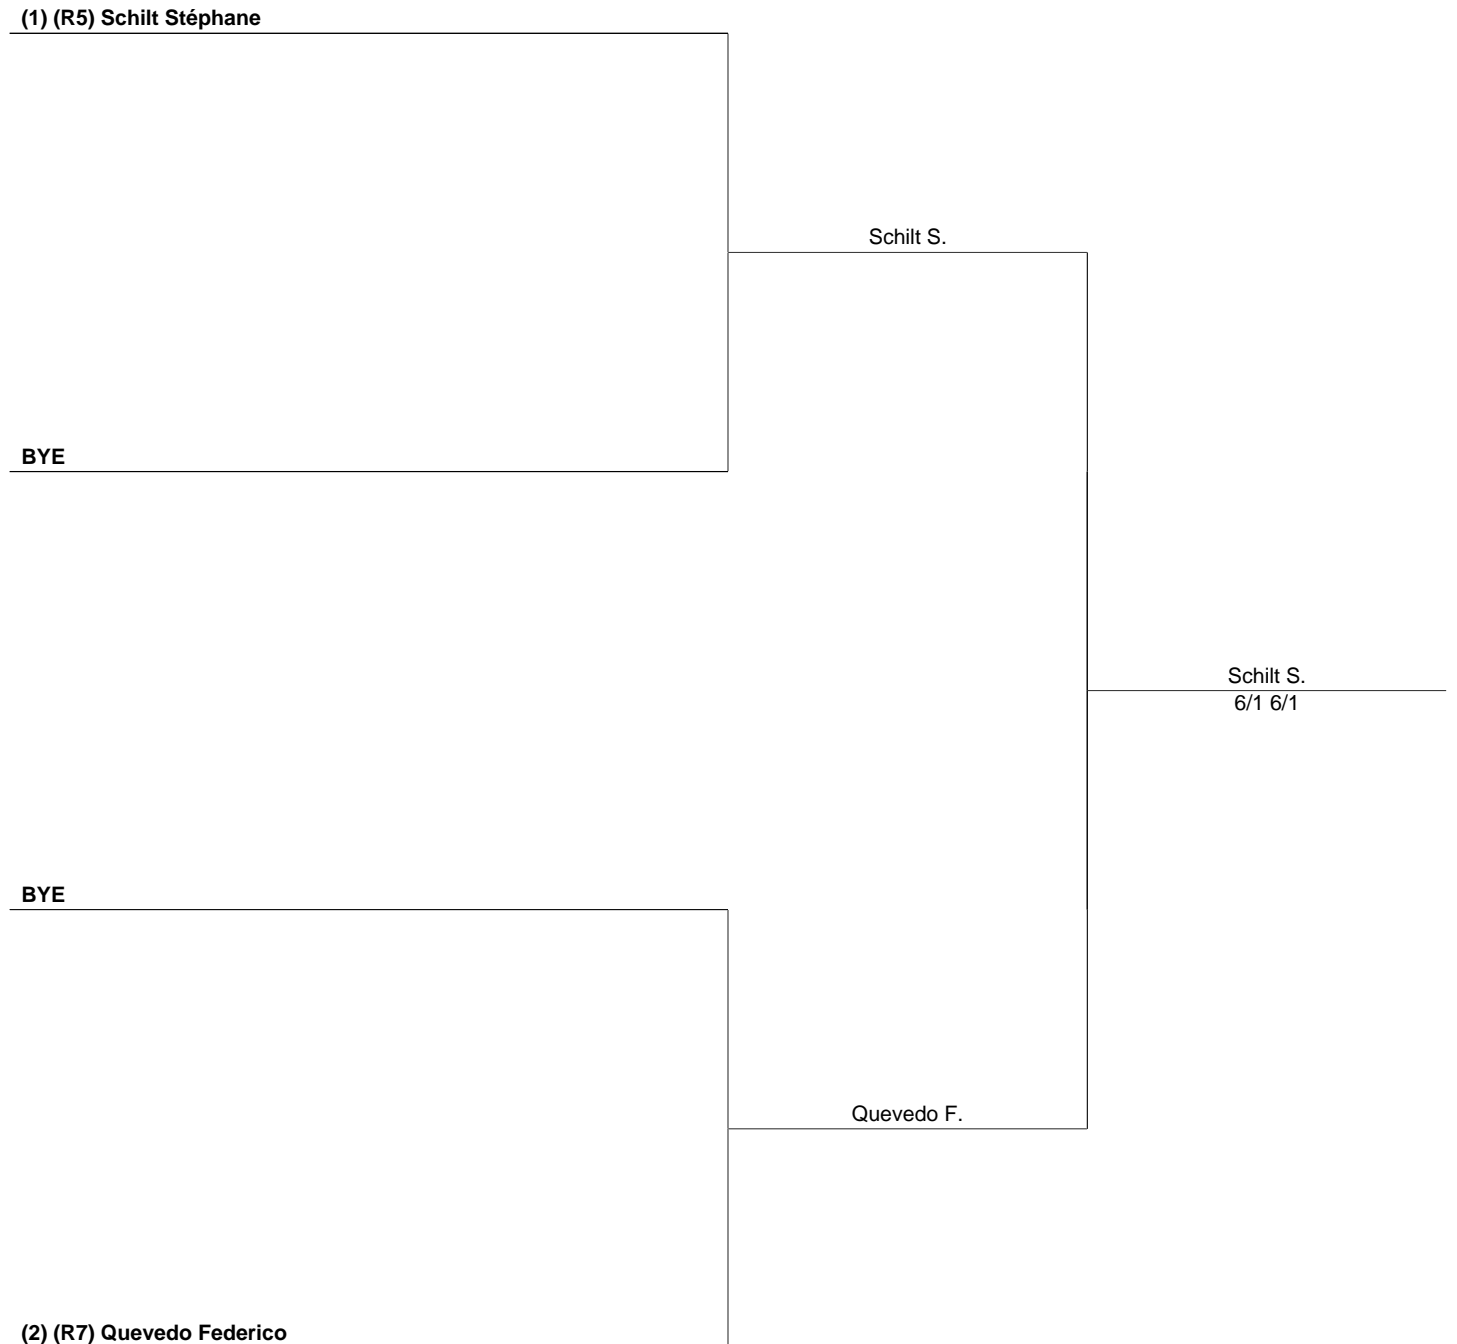 (1) (R5) Schilt Stéphane
Schilt S.
BYE
Schilt S.
6/1 6/1
BYE
Quevedo F.
(2) (R7) Quevedo Federico